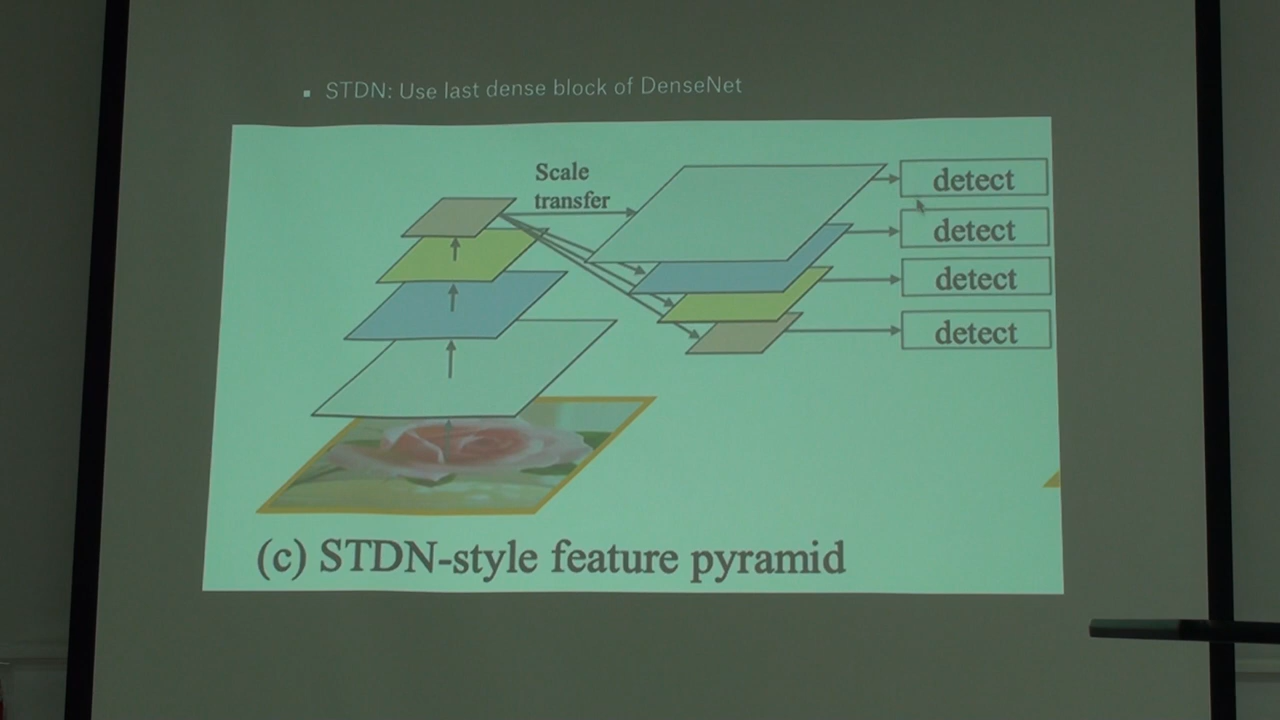 ▪ STDN: Use last dense block of DenseNet
Scale
transfer
detect
detect
detect
detect
(c) STDN-style feature pyramid